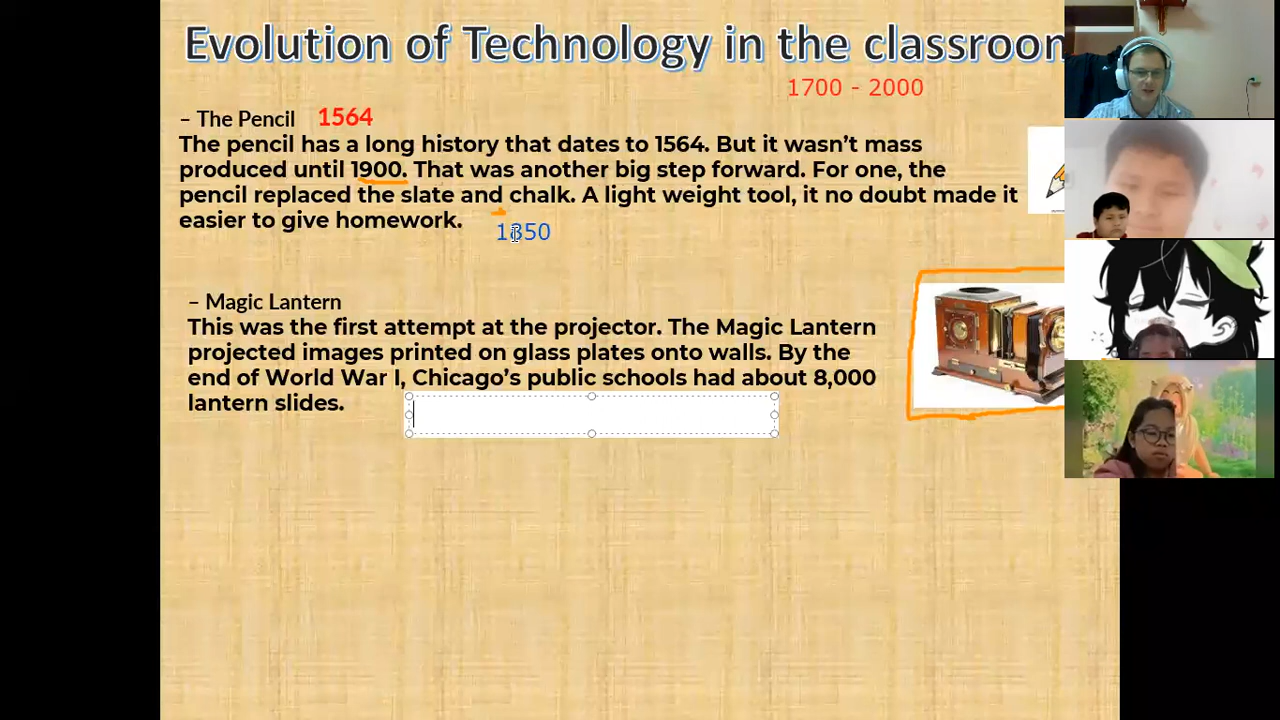 Evolution of Technology in the classroom
1700 - 2000
– The Pencil 1564
The pencil has a long history that dates to 1564. But it wasn’t mass
produced until 1900. That was another big step forward. For one, the
pencil replaced the slate and chalk. A light weight tool, it no doubt made it
easier to give homework.
1850
– Magic Lantern
This was the first attempt at the projector. The Magic Lantern
projected images printed on glass plates onto walls. By the
end of World War I, Chicago’s public schools had about 8,000
lantern slides.